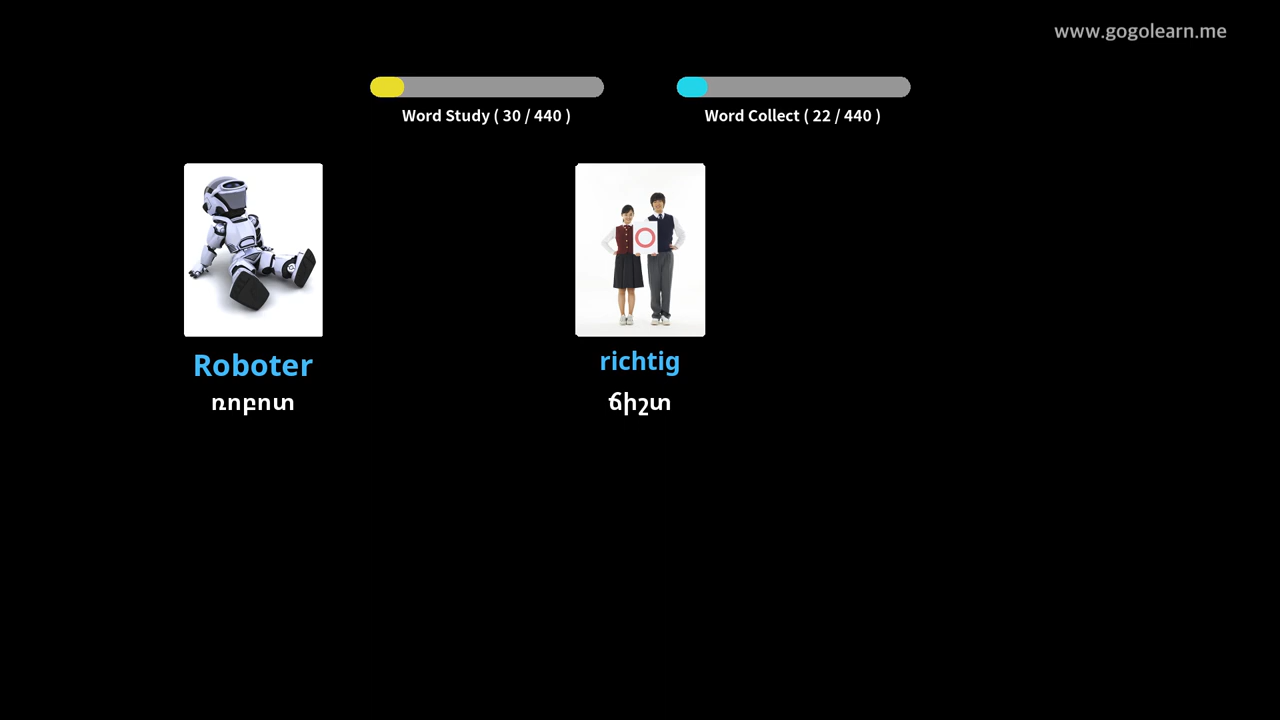 www.gogolearn.me
Word Study ( 30 / 440 )
Word Collect ( 22 / 440 )
Roboter
ռոբոտ
richtig
ճիշտ